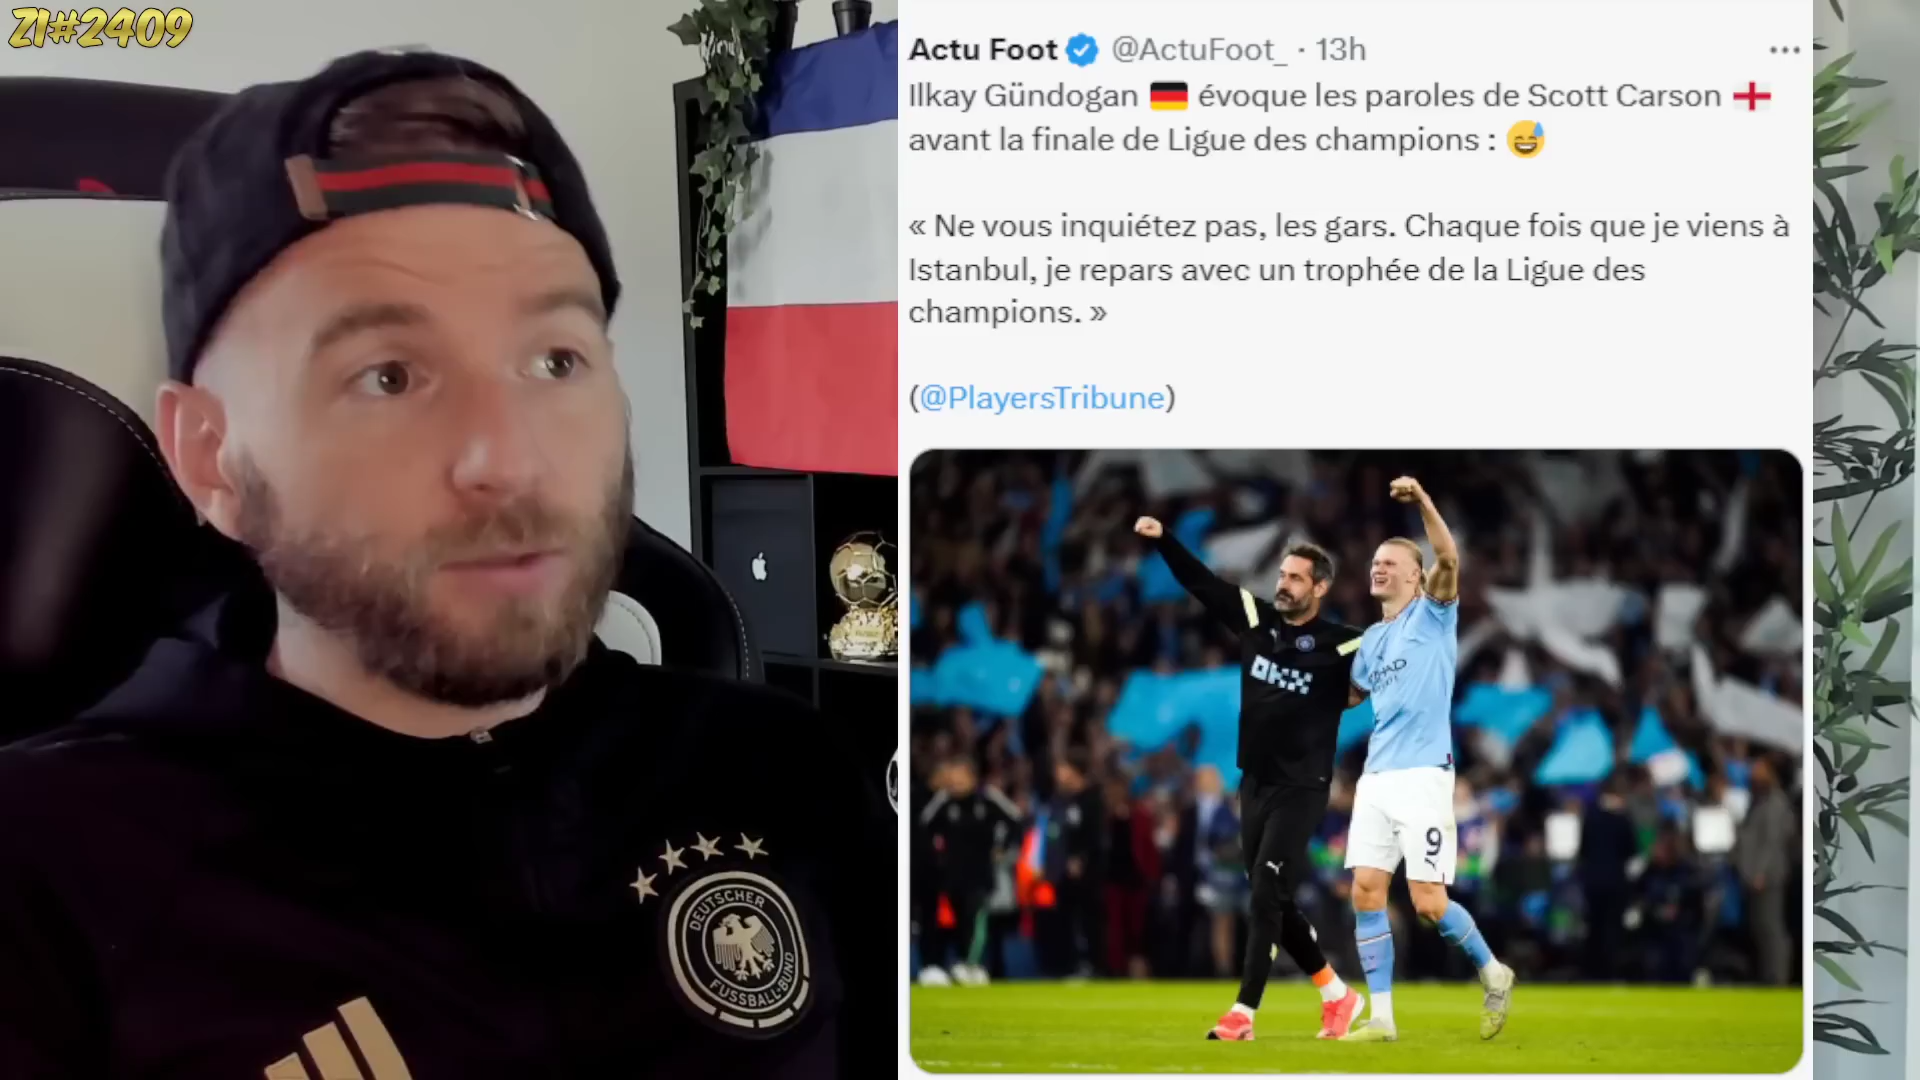 ZI#2409
Actu Foot @ActuFoot_ · 13h
Ilkay Gündogan 🇩🇪 évoque les paroles de Scott Carson 🏴󠁧󠁢󠁥󠁮󠁧󠁿
avant la finale de Ligue des champions : 😅
« Ne vous inquiétez pas, les gars. Chaque fois que je viens à
Istanbul, je repars avec un trophée de la Ligue des
champions. »
(@PlayersTribune)
OKX
9
DEUTSCHER
FUSSBALL-BUND